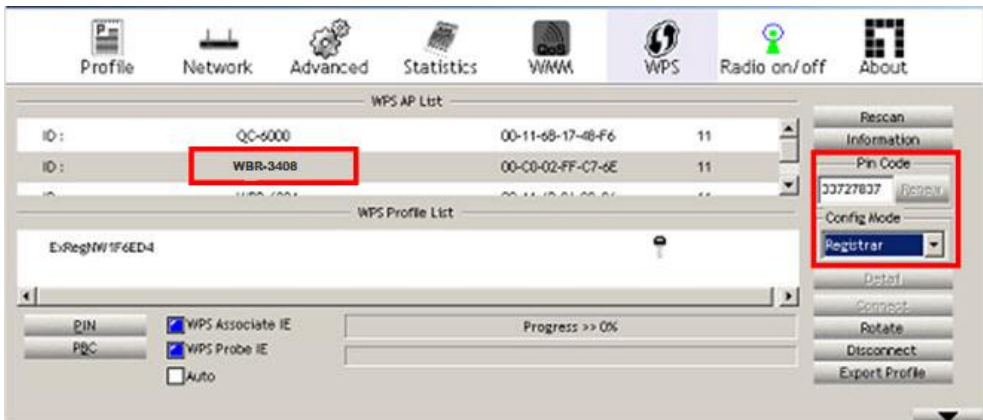 Profile Network Advanced Statistics QoS WMM WPS Radio on/off About
WPS AP List
ID : QC-6000 00-11-6B-17-48-F6 11
ID : WBR-3408 00-C0-02-FF-C7-6E 11
WPS Profile List
ExRegNW1F6ED4
Rescan
Information
Pin Code
33727837 Renew
Config Mode
Registrar
Detail
Connect
Rotate
Disconnect
Export Profile
PIN WPS Associate IE Progress >> 0%
PBC WPS Probe IE
Auto